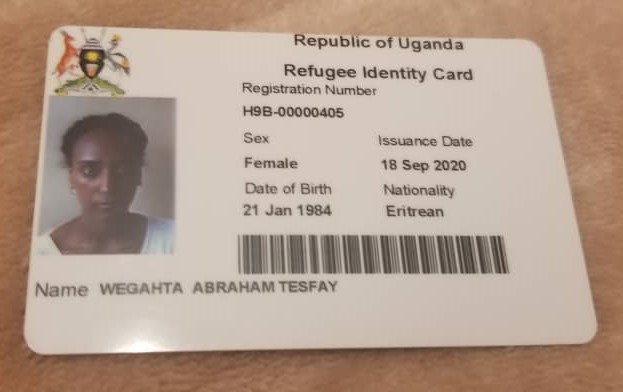 Republic of Uganda
Refugee Identity Card
Registration Number
H9B-00000405
Sex Issuance Date
Female 18 Sep 2020
Date of Birth Nationality
21 Jan 1984 Eritrean
Name WEGAHTA ABRAHAM TESFAY